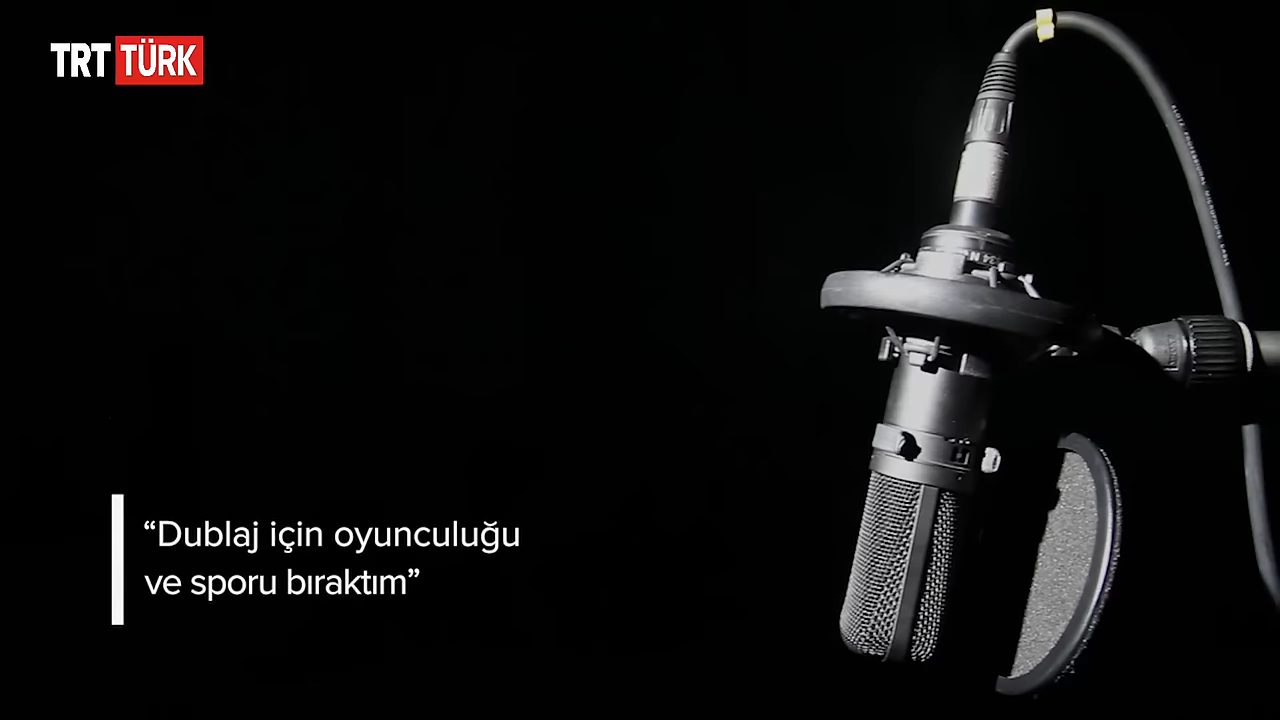 TRT TÜRK
“Dublaj için oyunculuğu
ve sporu bıraktım”